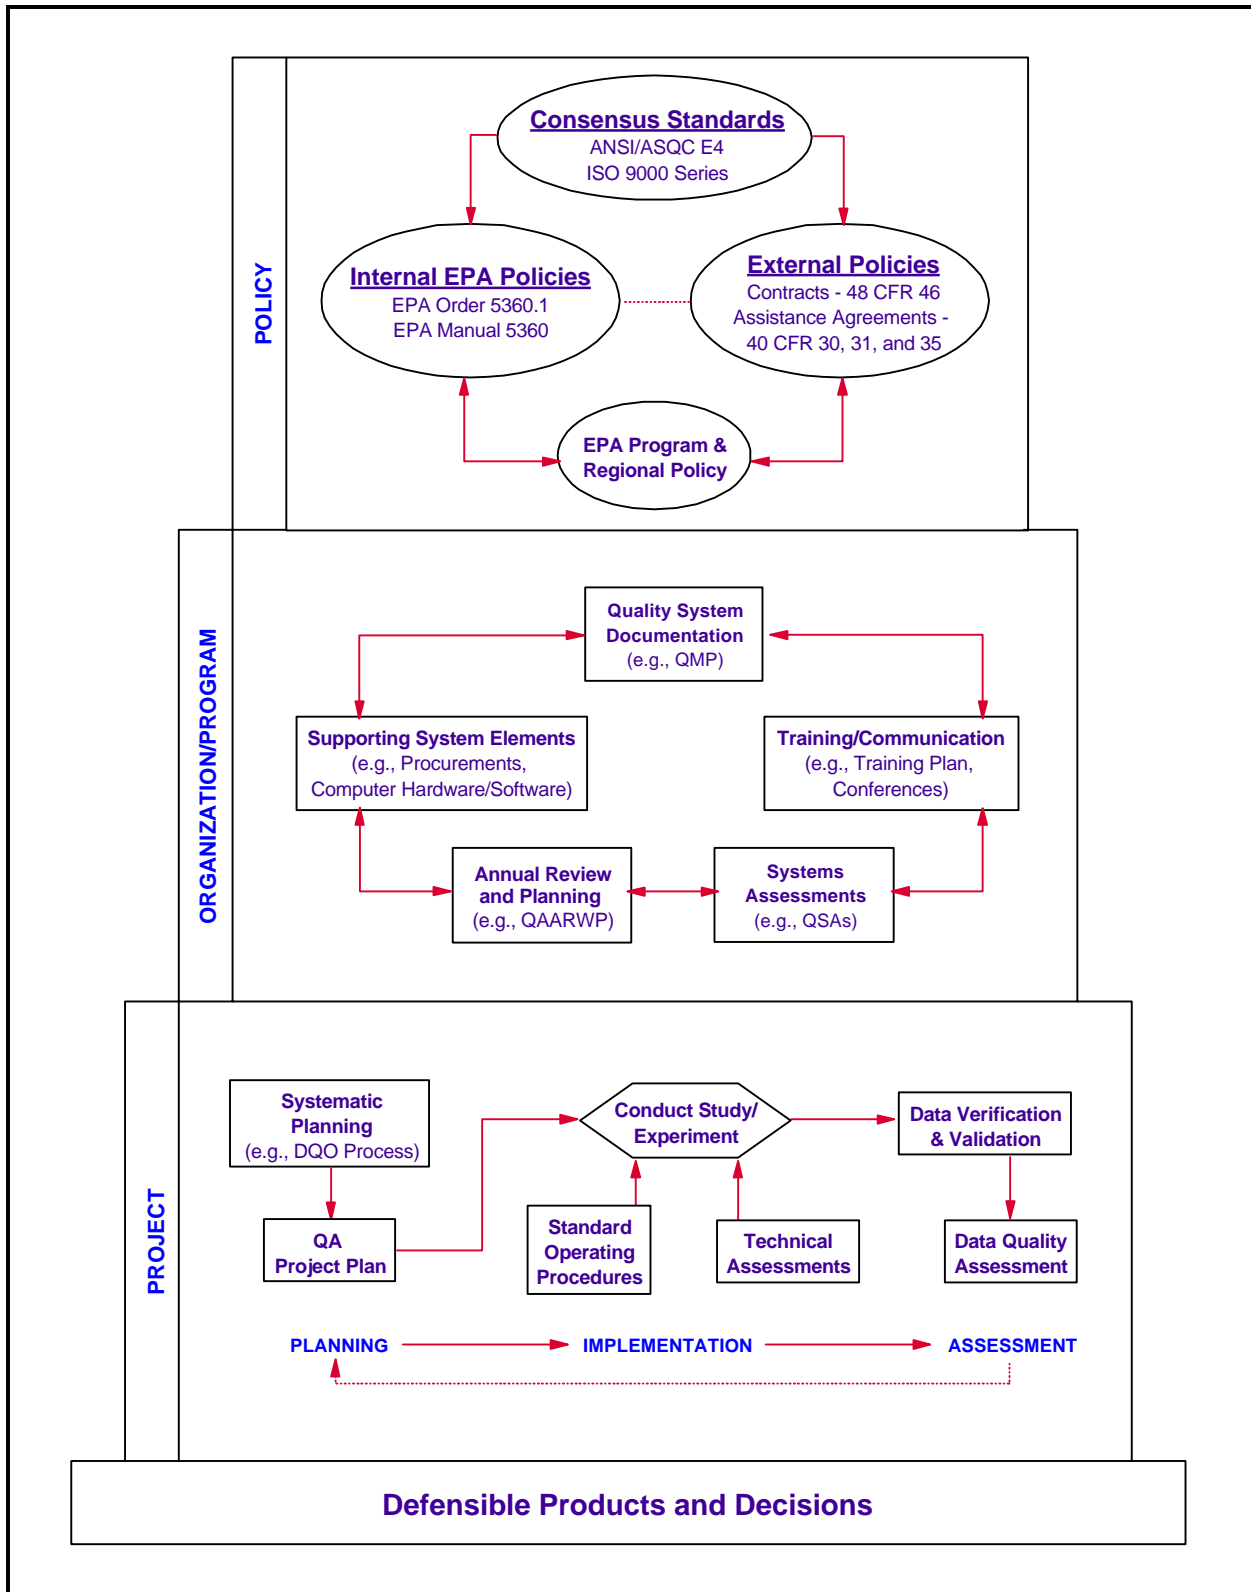 POLICY
Consensus Standards
ANSI/ASQC E4
ISO 9000 Series
Internal EPA Policies
EPA Order 5360.1
EPA Manual 5360
External Policies
Contracts - 48 CFR 46
Assistance Agreements -
40 CFR 30, 31, and 35
EPA Program &
Regional Policy
ORGANIZATION/PROGRAM
Quality System
Documentation
(e.g., QMP)
Supporting System Elements
(e.g., Procurements,
Computer Hardware/Software)
Training/Communication
(e.g., Training Plan,
Conferences)
Annual Review
and Planning
(e.g., QAARWP)
Systems
Assessments
(e.g., QSAs)
PROJECT
Systematic
Planning
(e.g., DQO Process)
QA
Project Plan
Conduct Study/
Experiment
Standard
Operating
Procedures
Technical
Assessments
Data Verification
& Validation
Data Quality
Assessment
PLANNING
IMPLEMENTATION
ASSESSMENT
Defensible Products and Decisions